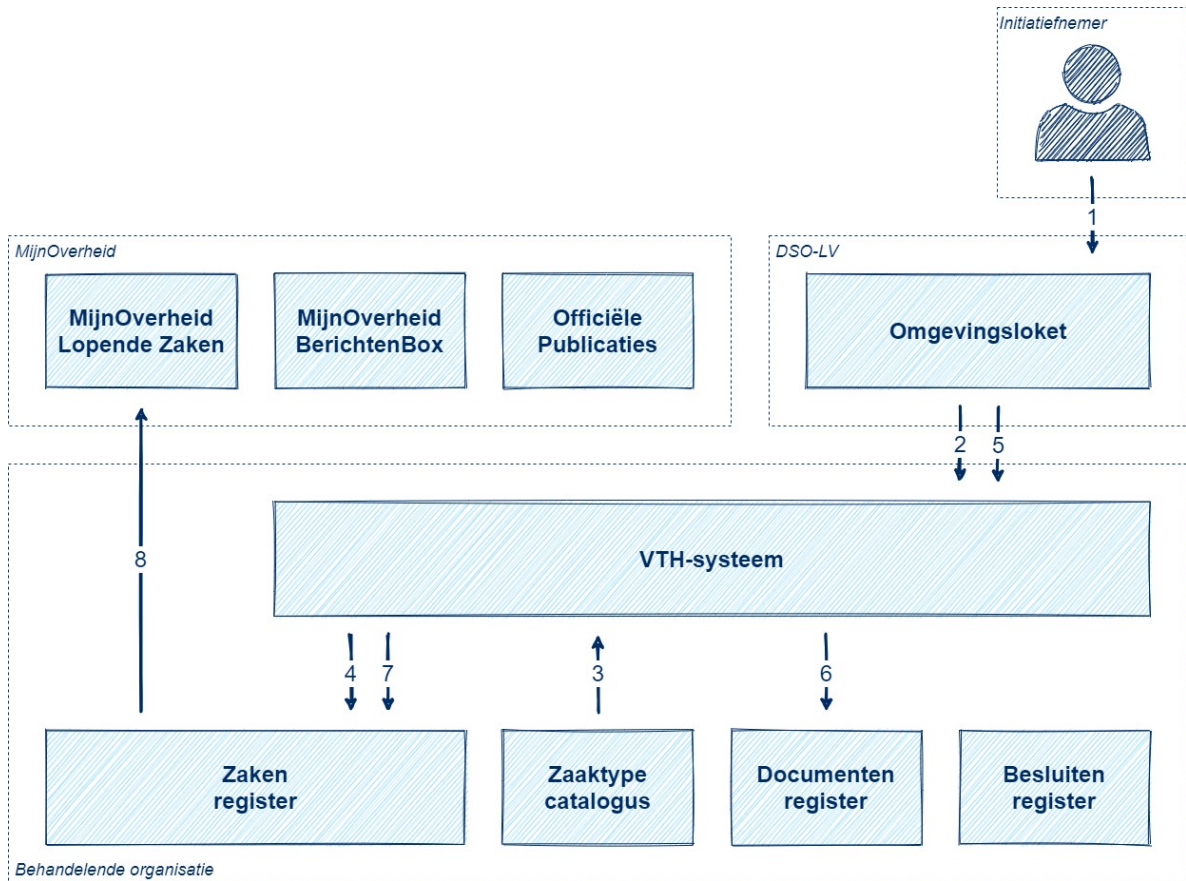 Initiatiefnemer
1
MijnOverheid
DSO-LV
MijnOverheid
Lopende Zaken
MijnOverheid
BerichtenBox
Officiële
Publicaties
Omgevingsloket
2
5
8
VTH-systeem
4
7
3
6
Zaken
register
Zaaktype
catalogus
Documenten
register
Besluiten
register
Behandelende organisatie